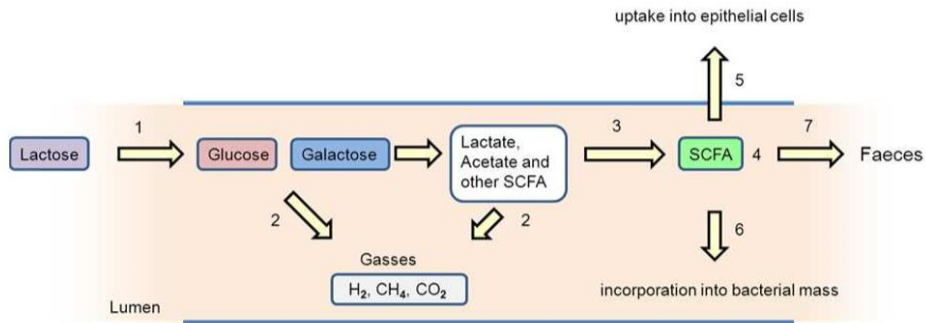 uptake into epithelial cells
5
1
3
7
Lactose
Glucose
Galactose
Lactate,
Acetate and
other SCFA
SCFA
4
Faeces
2
2
6
Gasses
H₂, CH₄, CO₂
incorporation into bacterial mass
Lumen